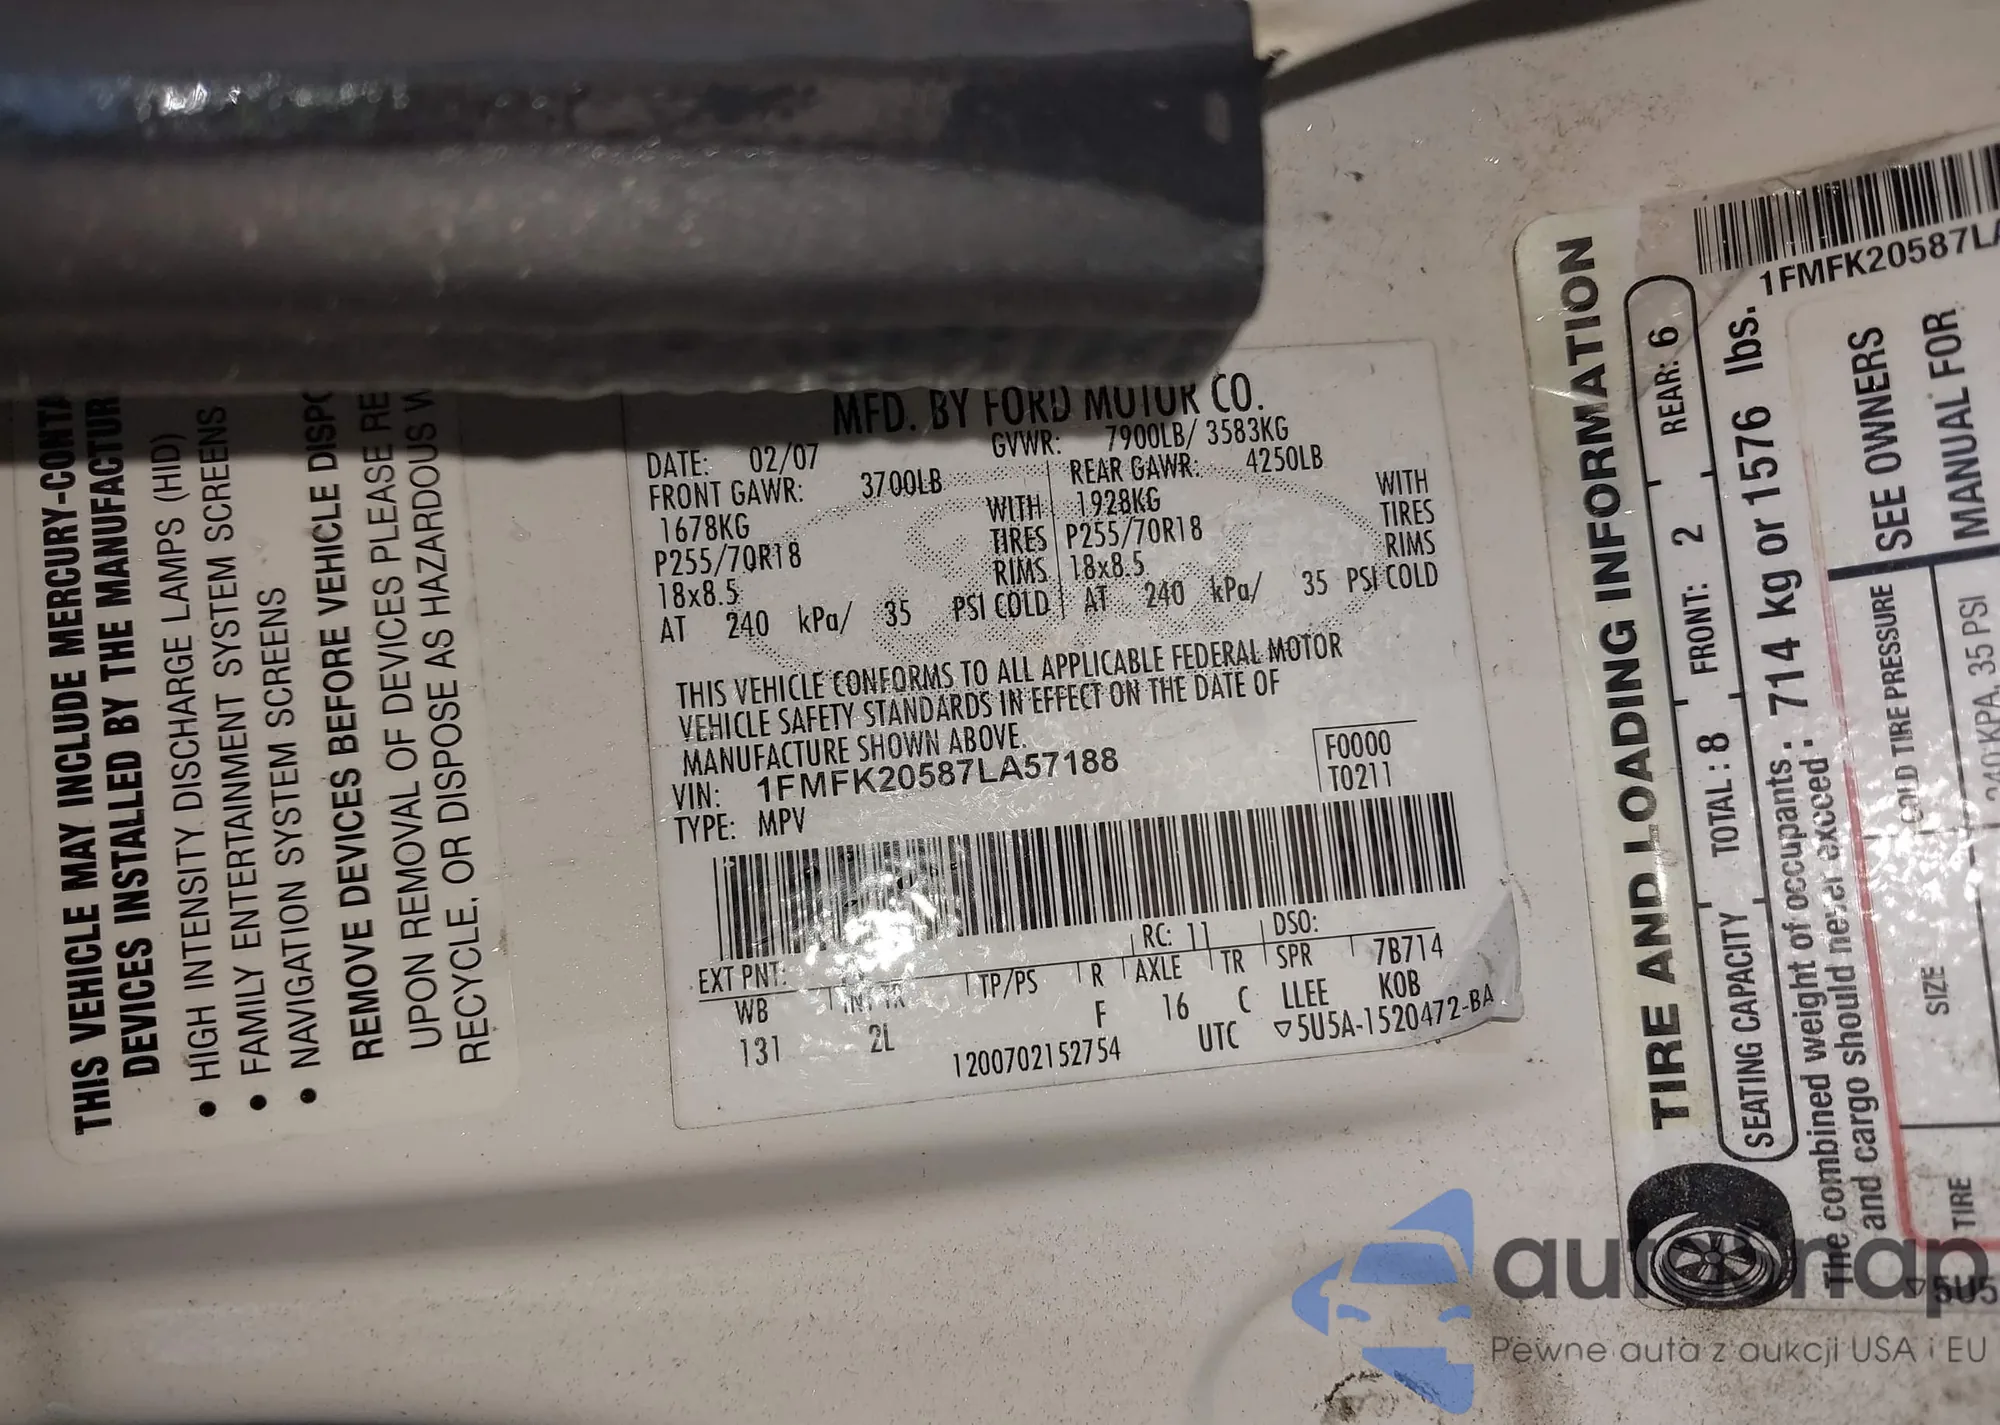 THIS VEHICLE MAY INCLUDE MERCURY-CONTA
DEVICES INSTALLED BY THE MANUFACTUR
• HIGH INTENSITY DISCHARGE LAMPS (HID)
• FAMILY ENTERTAINMENT SYSTEM SCREENS
• NAVIGATION SYSTEM SCREENS
REMOVE DEVICES BEFORE VEHICLE DISP
UPON REMOVAL OF DEVICES PLEASE RE
RECYCLE, OR DISPOSE AS HAZARDOUS W
MFD. BY FORD MOTOR CO.
DATE: 02/07 GVWR: 7900LB/ 3583KG
FRONT GAWR: 3700LB REAR GAWR: 4250LB
1678KG WITH 1928KG WITH
P255/70R18 TIRES P255/70R18 TIRES
18x8.5 RIMS 18x8.5 RIMS
AT 240 kPa/ 35 PSI COLD AT 240 kPa/ 35 PSI COLD
THIS VEHICLE CONFORMS TO ALL APPLICABLE FEDERAL MOTOR
VEHICLE SAFETY STANDARDS IN EFFECT ON THE DATE OF
MANUFACTURE SHOWN ABOVE.
VIN: 1FMFK20587LA57188 F0000
TYPE: MPV T0211
EXT PNT: RC: 11 DSO:
WB INT TR TP/PS R AXLE TR SPR 7B714
131 2L F 16 C LLEE KOB
1200702152754 UTC ▽5U5A-1520472-BA
1FMFK20587LA
TIRE AND LOADING INFORMATION
SEATING CAPACITY TOTAL: 8 FRONT: 2 REAR: 6
The combined weight of occupants
and cargo should never exceed: 714 kg or 1576 lbs.
TIRE SIZE COLD TIRE PRESSURE SEE OWNERS
MANUAL FOR
240 KPA, 35 PSI
▽5U5
autosnap
Pewne auta z aukcji USA i EU